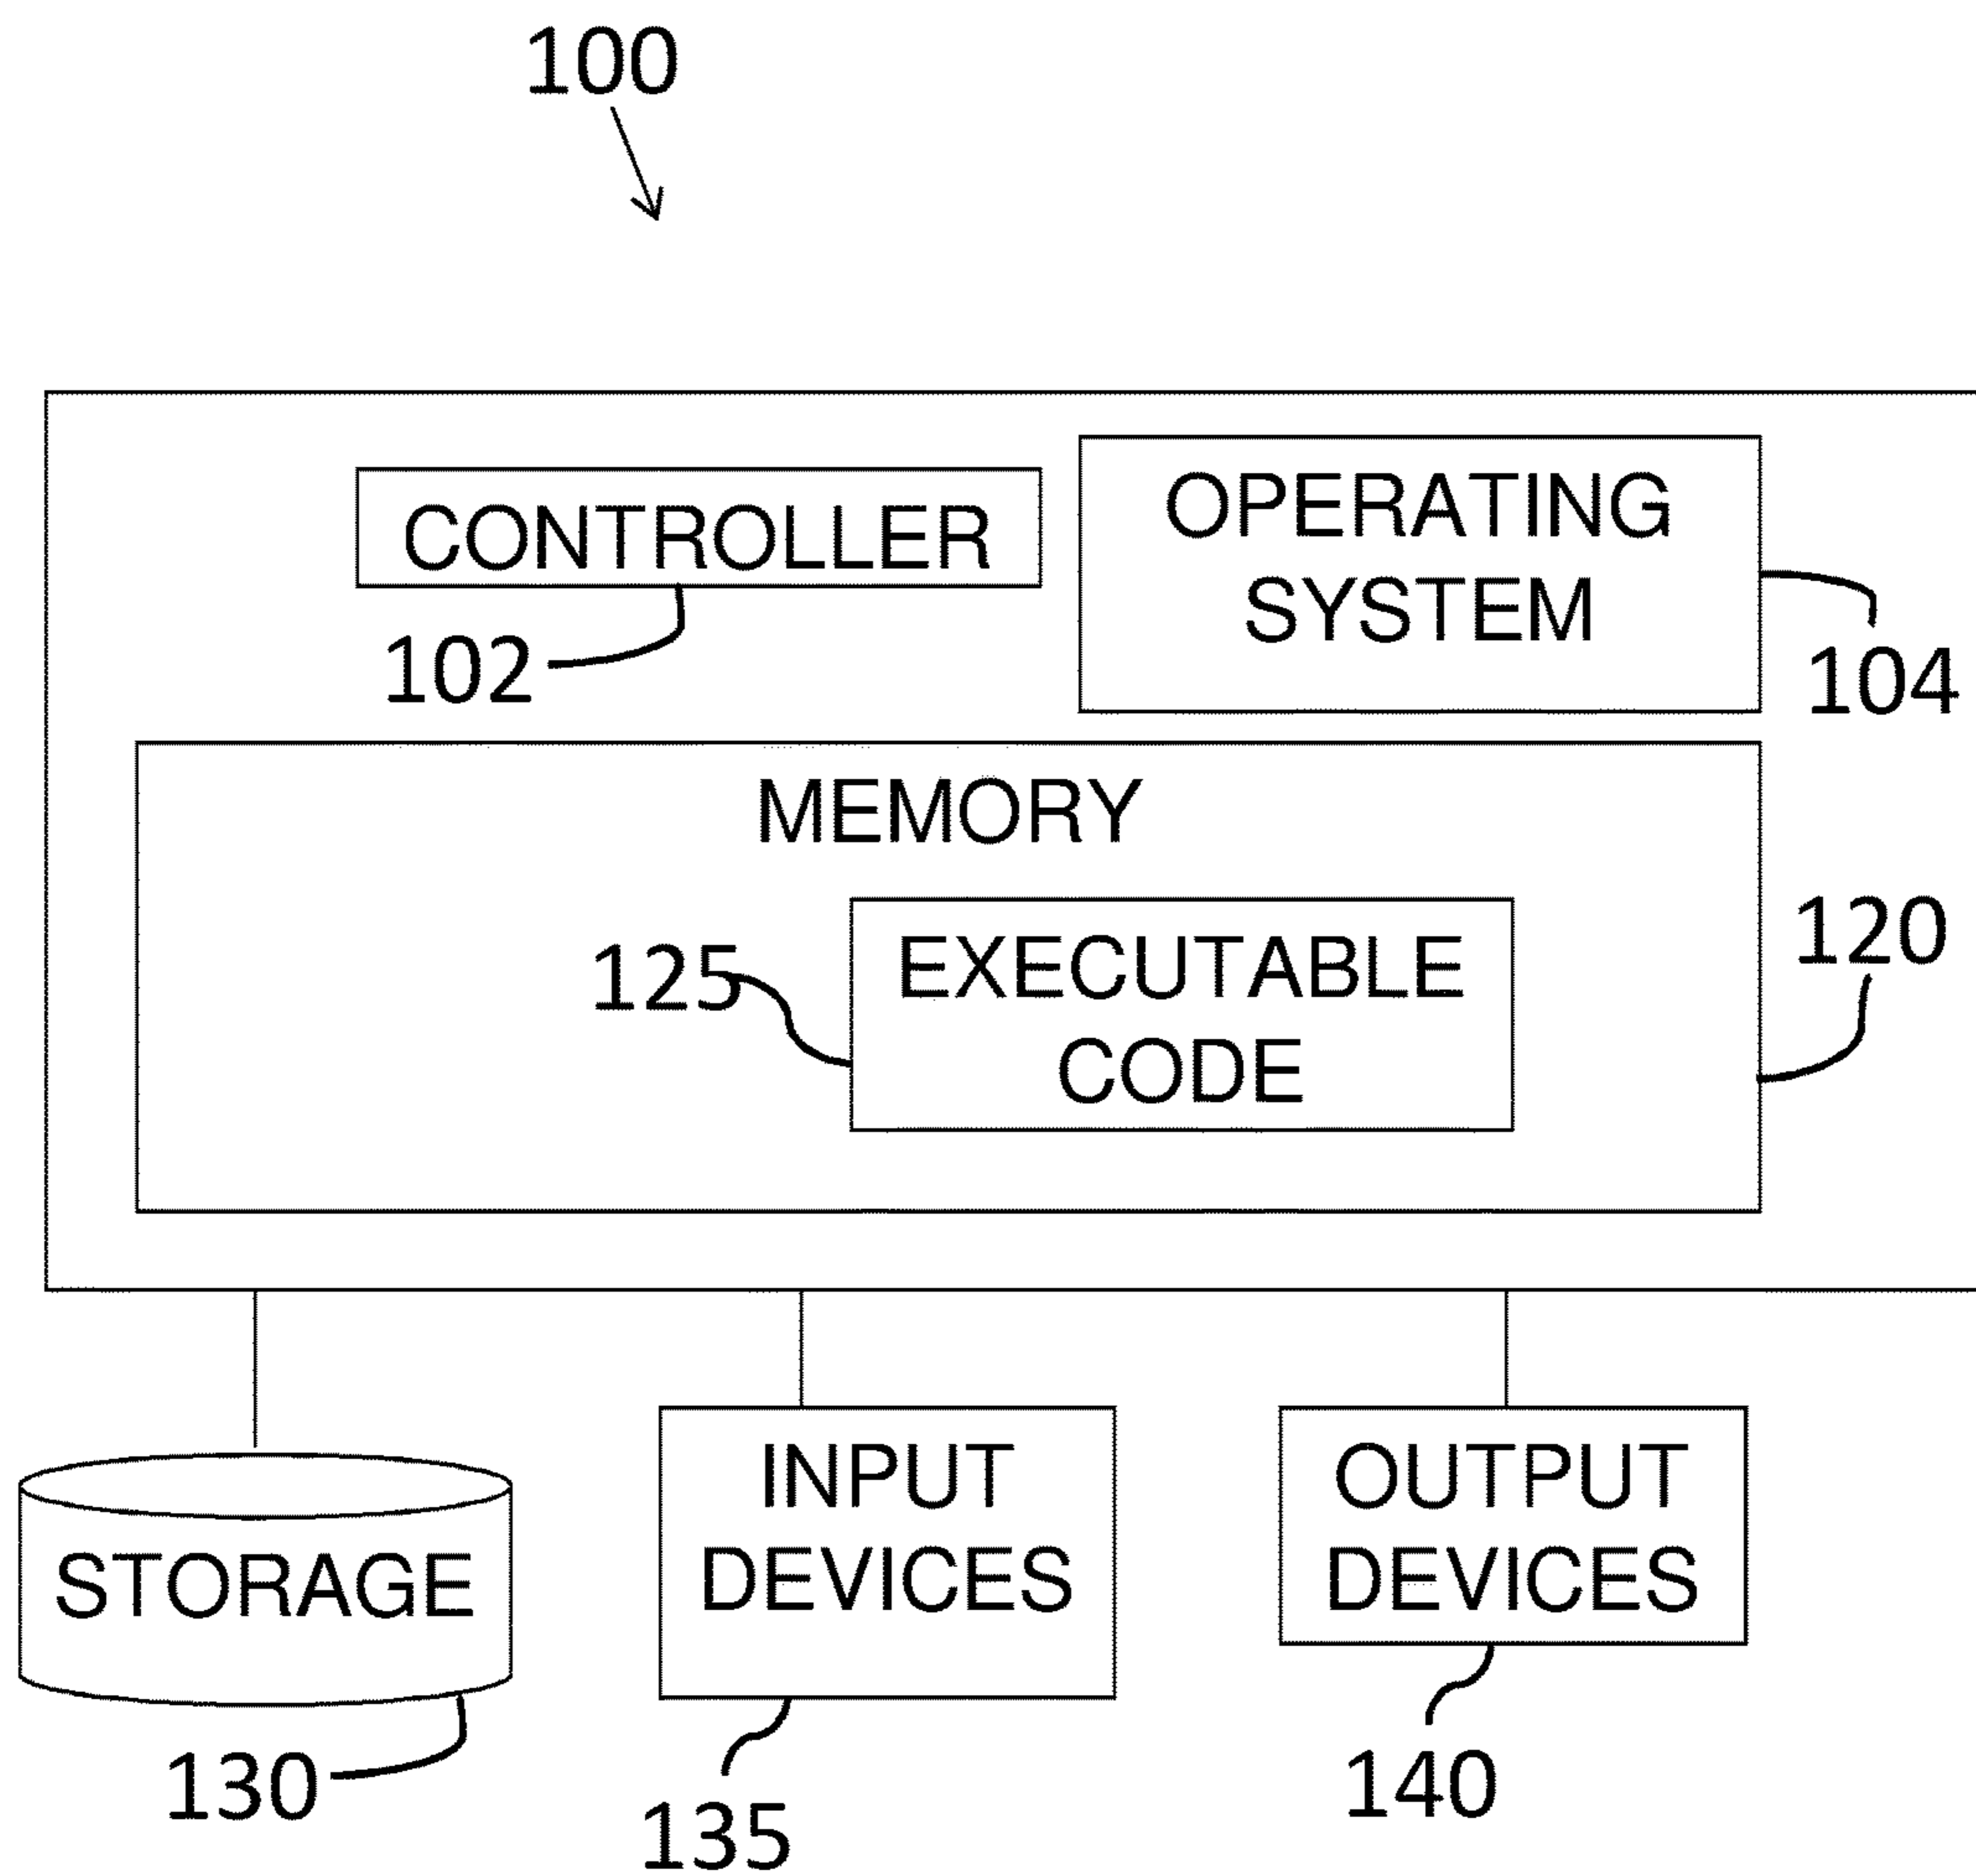 100
CONTROLLER
OPERATING
SYSTEM
102
104
MEMORY
120
125
EXECUTABLE
CODE
STORAGE
INPUT
DEVICES
OUTPUT
DEVICES
130
135
140